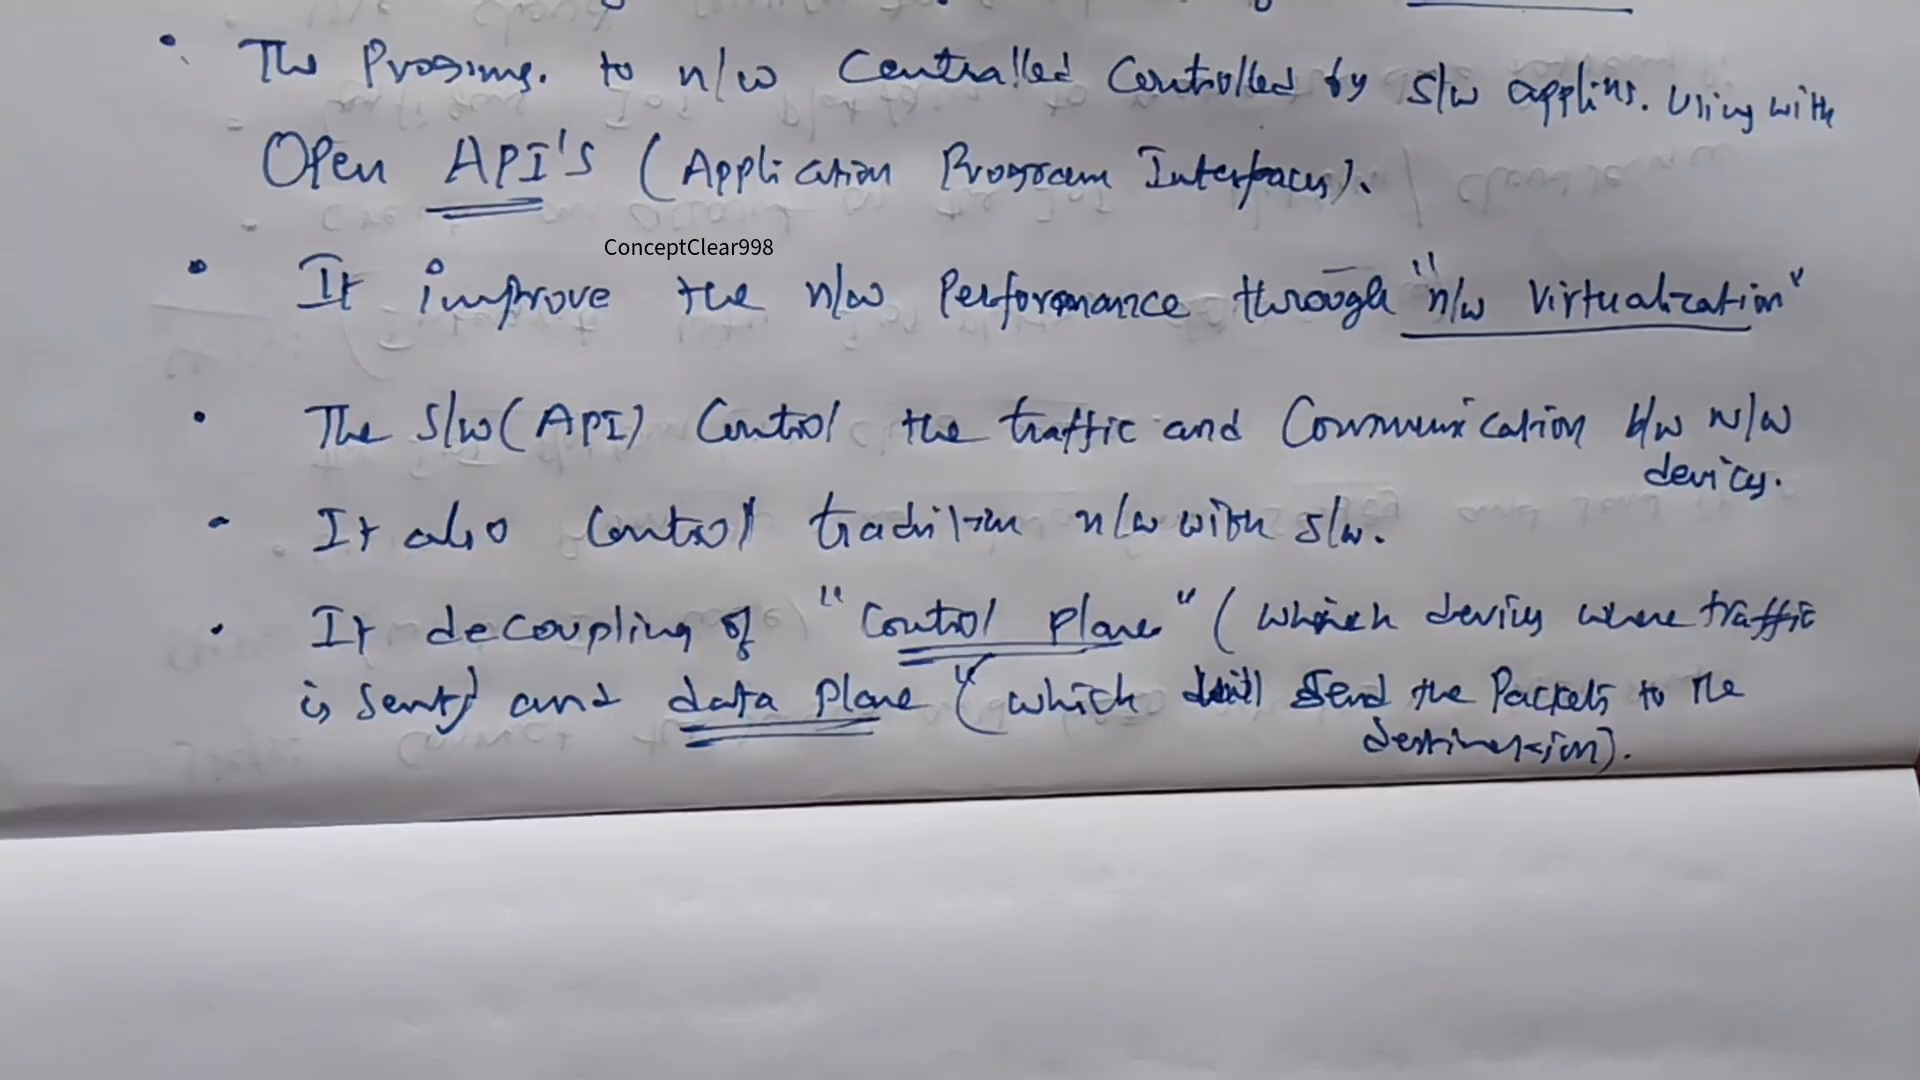 • The Progrmg. to n/w Centralled Controlled by s/w applins. Using with
Open API's (Application Program Interfaces).
ConceptClear998
• It improve the n/w Performance through "n/w Virtualization"
• The S/w (API) Control the traffic and Communication b/w N/W
devices.
• It also Control tradition n/w with s/w.
• It decoupling of "Control plane" (which devices where traffic
is sent) and data plane" (which will Send the Packets to the
destination).